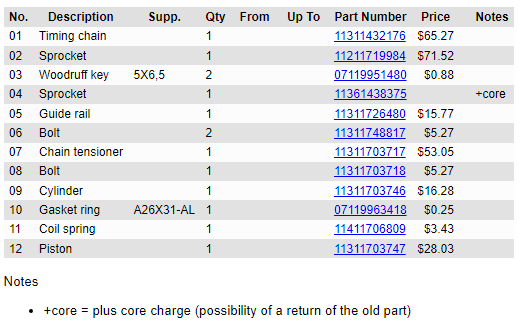 No. Description Supp. Qty From Up To Part Number Price Notes
01 Timing chain 1 11311432176 $65.27
02 Sprocket 1 11211719984 $71.52
03 Woodruff key 5X6,5 2 07119951480 $0.88
04 Sprocket 1 11361438375 +core
05 Guide rail 1 11311726480 $15.77
06 Bolt 2 11311748817 $5.27
07 Chain tensioner 1 11311703717 $53.05
08 Bolt 1 11311703718 $5.27
09 Cylinder 1 11311703746 $16.28
10 Gasket ring A26X31-AL 1 07119963418 $0.25
11 Coil spring 1 11411706809 $3.43
12 Piston 1 11311703747 $28.03
Notes
• +core = plus core charge (possibility of a return of the old part)